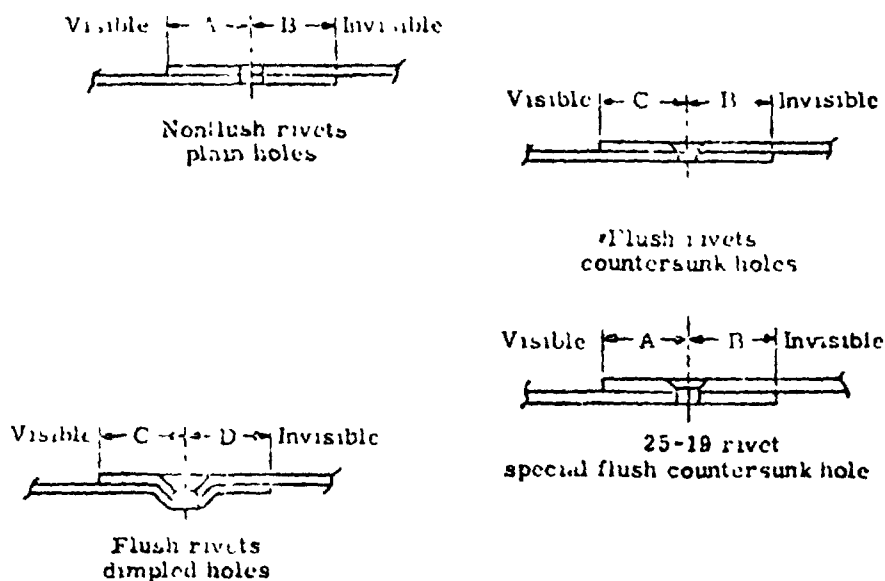 Visible A B Invisible
Nonflush rivets
plain holes
Visible C B Invisible
Flush rivets
countersunk holes
Visible A B Invisible
25-19 rivet
special flush countersunk hole
Visible C D Invisible
Flush rivets
dimpled holes